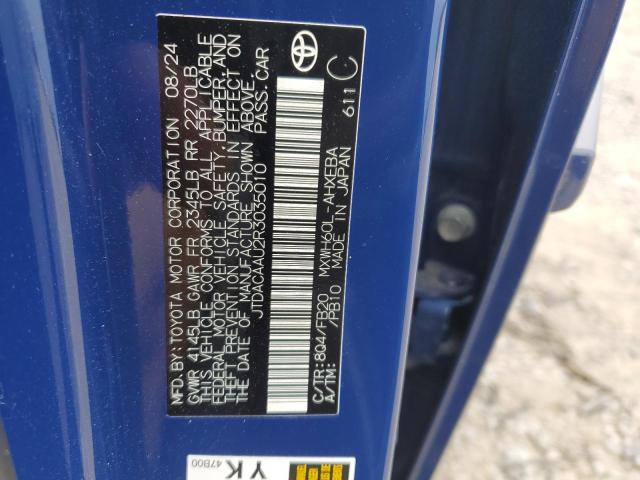 MFD. BY: TOYOTA MOTOR CORPORATION 08/24
GVWR 4145LB GAWR FR 2345LB RR 2270LB
THIS VEHICLE CONFORMS TO ALL APPLICABLE
FEDERAL MOTOR VEHICLE SAFETY, BUMPER, AND
THEFT PREVENTION STANDARDS IN EFFECT ON
THE DATE OF MANUFACTURE SHOWN ABOVE.
JTDACAAU2R3035010 PASS. CAR
C/TR: 8Q4/FB20 MXWH60L-AHXEBA
A/TM: /PB10 MADE IN JAPAN 611 C
YK
47B00